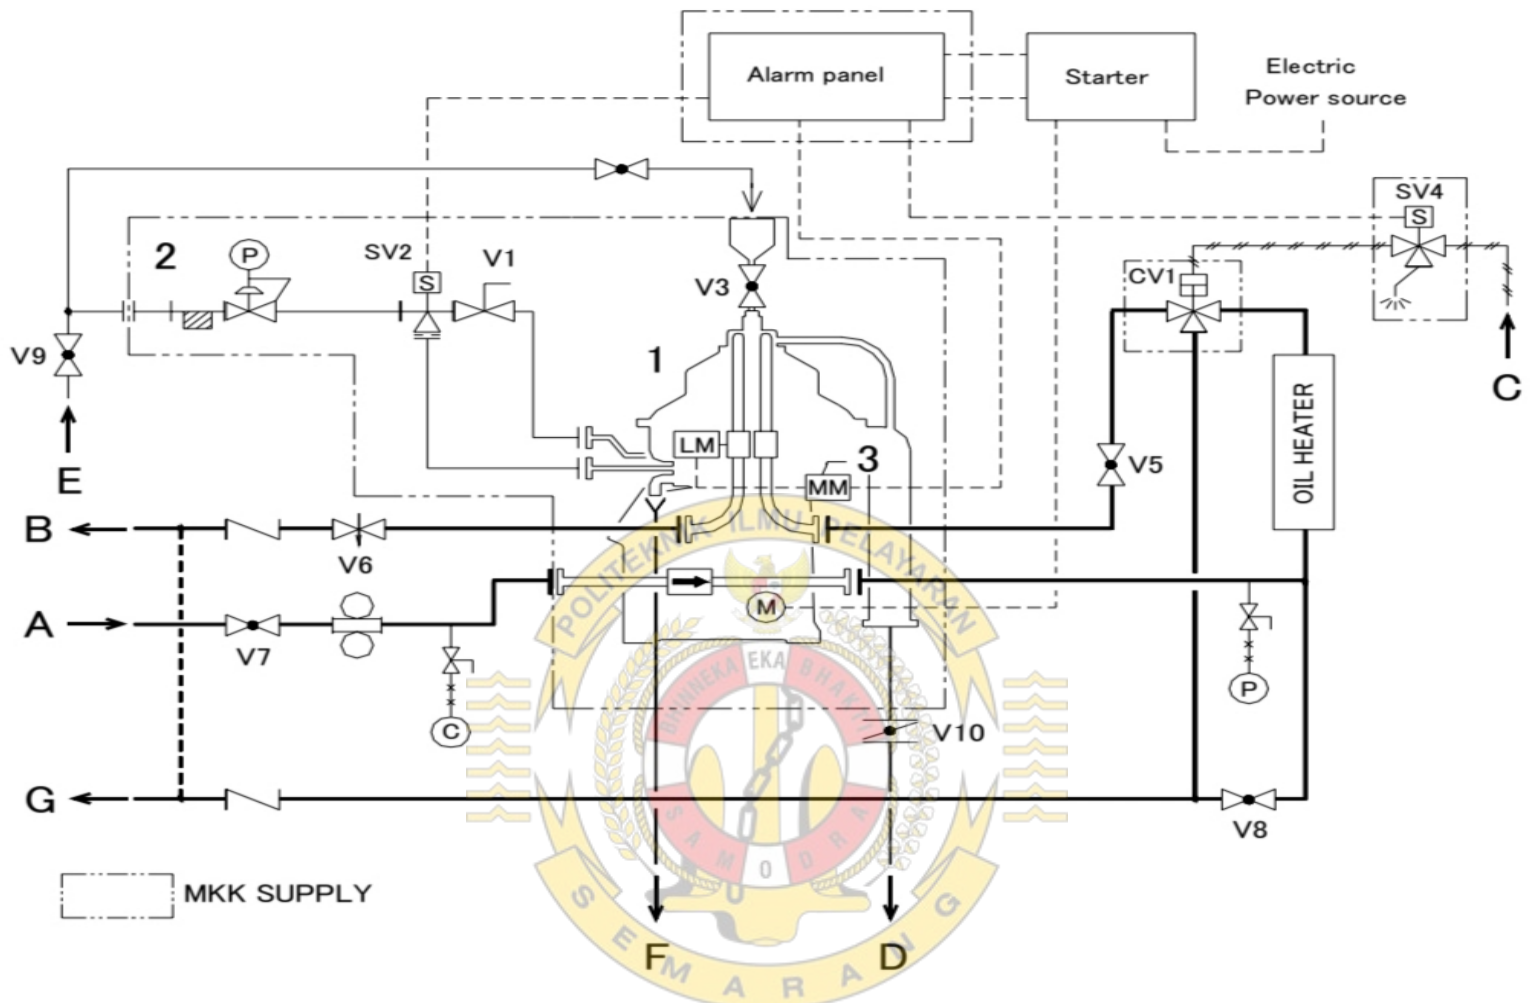 Alarm panel
Starter
Electric
Power source
SV4
S
2
P
SV2
S
V1
V3
CV1
V9
1
C
E
LM
3
MM
V5
OIL HEATER
B
V6
POLITEKNIK ILMU PELAYARAN
A
V7
M
BHINNEKA EKA BHAKTI
P
C
V10
G
SAMODRA
V8
MKK SUPPLY
F
D
SEMARANG